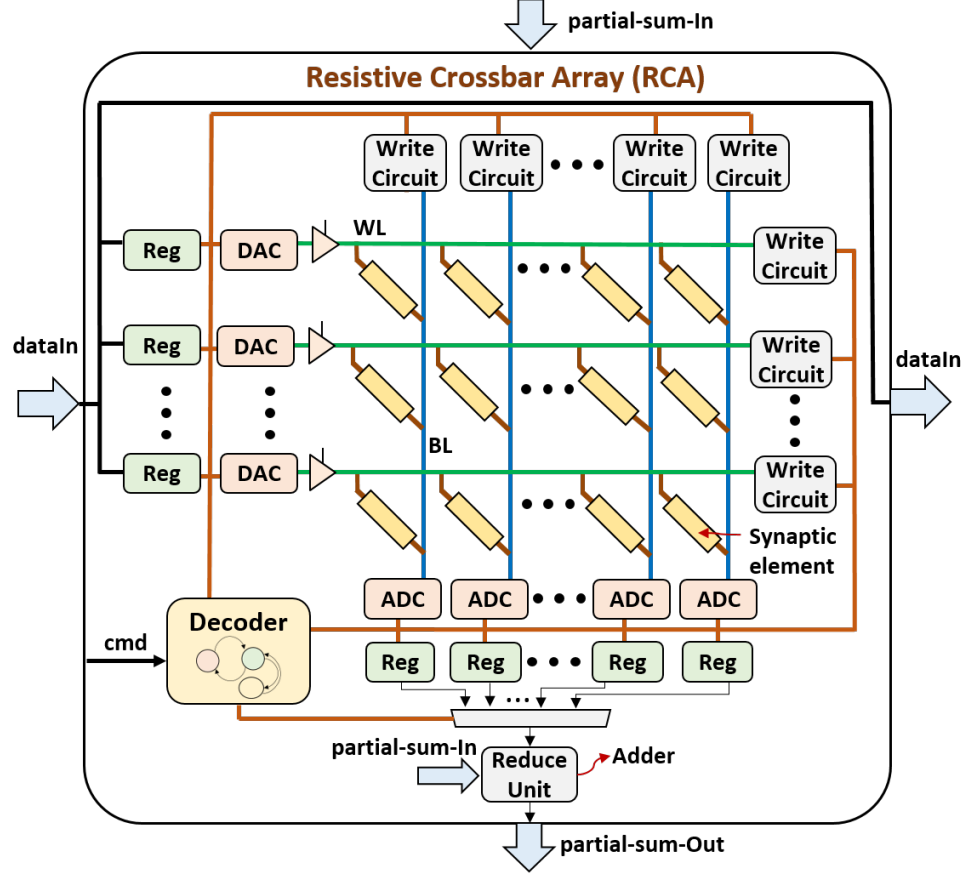 partial-sum-In
Resistive Crossbar Array (RCA)
Write Circuit
Write Circuit
Write Circuit
Write Circuit
WL
Reg
DAC
Write Circuit
dataIn
Reg
DAC
Write Circuit
dataIn
BL
Reg
DAC
Write Circuit
Synaptic
element
ADC
ADC
ADC
ADC
Decoder
cmd
Reg
Reg
Reg
Reg
partial-sum-In
Reduce
Unit
Adder
partial-sum-Out